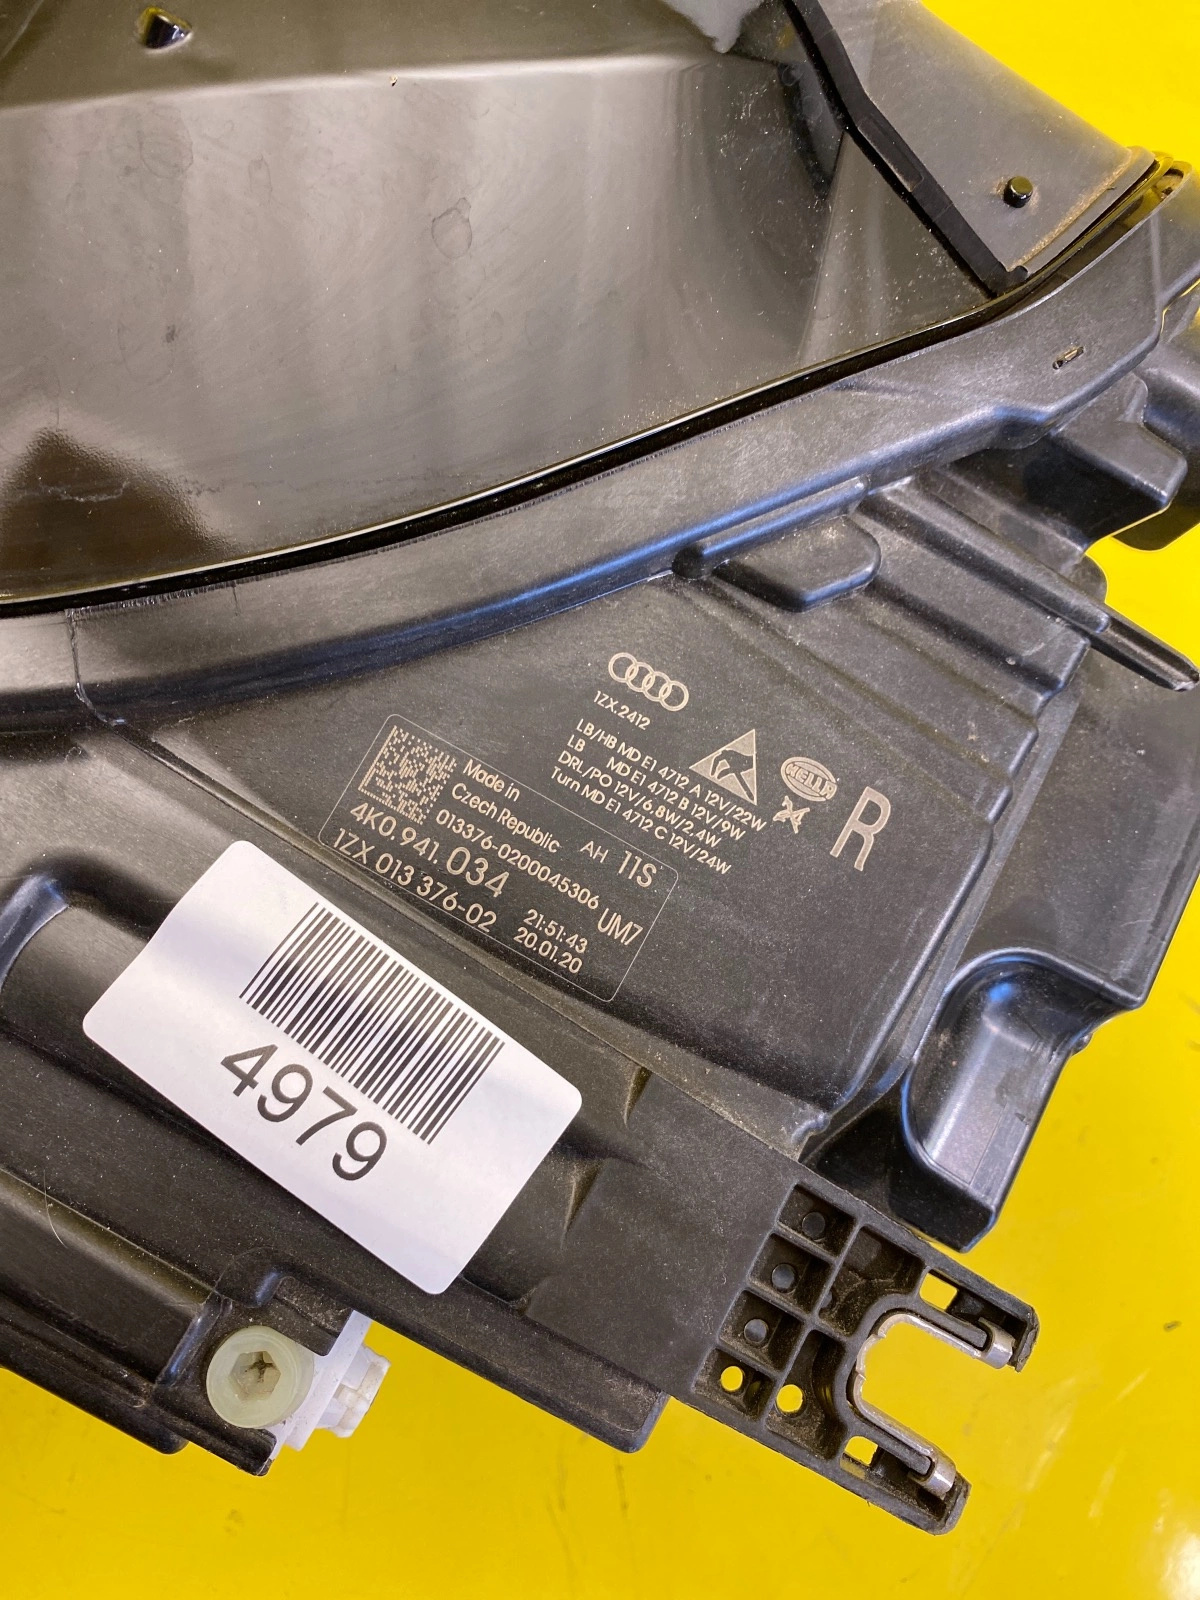 1ZX.2412
LB/HB MD E1 4712 A 12V/22W
LB MD E1 4712 B 12V/9W
DRL/PO 12V/6.8W/2.4W
Turn MD E1 4712 C 12V/24W
HELLA
R
Made in
Czech Republic AH 11S
013376-0200045306
4K0.941.034 UM7
1ZX 013 376-02 21:51:43
20.01.20
4979